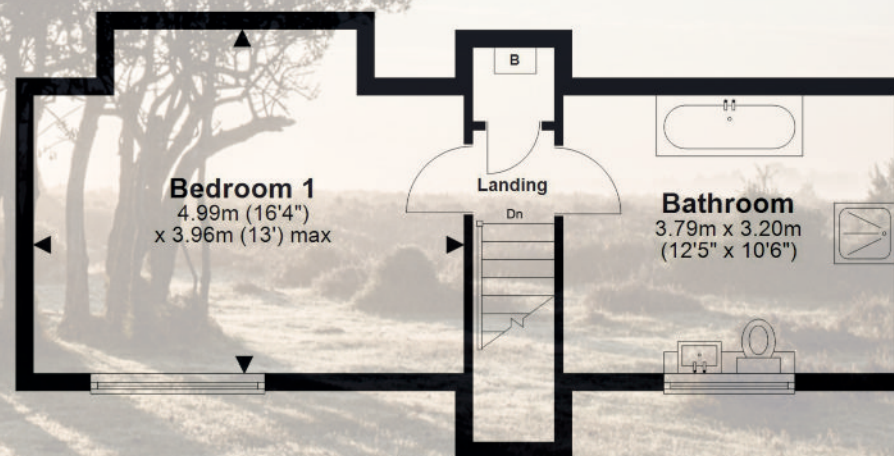 B
Bedroom 1
4.99m (16'4")
x 3.96m (13') max
Landing
Dn
Bathroom
3.79m x 3.20m
(12'5" x 10'6")